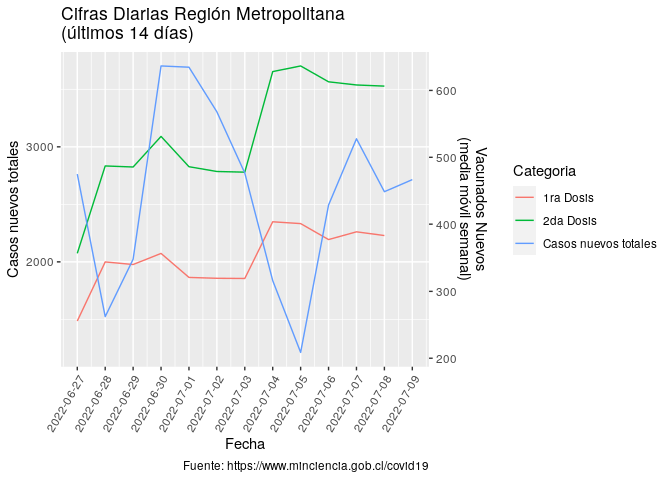 Cifras Diarias Región Metropolitana
(últimos 14 días)
Casos nuevos totales
3000
2000
600
500
400
300
200
Vacunados Nuevos
(media móvil semanal)
2022-06-27
2022-06-28
2022-06-29
2022-06-30
2022-07-01
2022-07-02
2022-07-03
2022-07-04
2022-07-05
2022-07-06
2022-07-07
2022-07-08
2022-07-09
Fecha
Categoria
1ra Dosis
2da Dosis
Casos nuevos totales
Fuente: https://www.minciencia.gob.cl/covid19